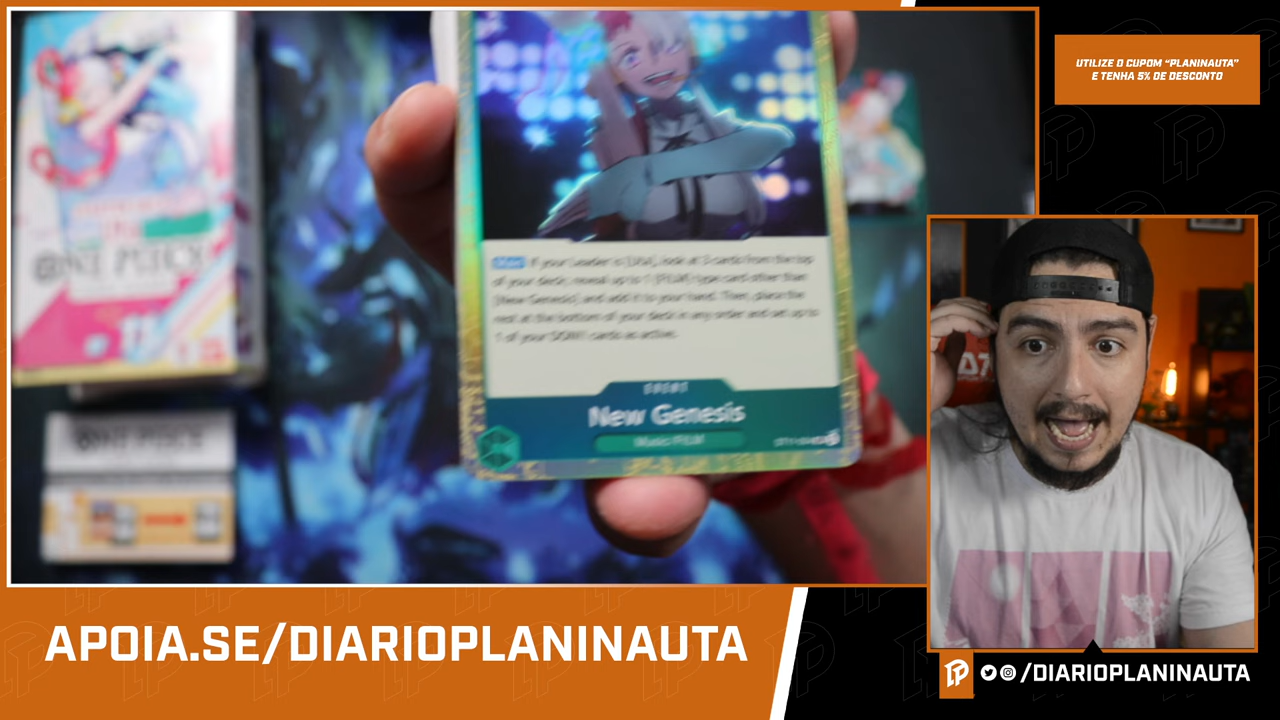 UTILIZE O CUPOM "PLANINAUTA"
E TENHA 5% DE DESCONTO
ONE PIECE
If your Leader is [Uta], look at 3 cards from the top
of your deck; reveal up to 1 {FILM} type card other than
[New Genesis] and add it to your hand. Then, place the
rest at the bottom of your deck in any order and set up to
1 of your DON!! cards as active.
EVENT
New Genesis
Music/FILM
APOIA.SE/DIARIOPLANINAUTA
/DIARIOPLANINAUTA